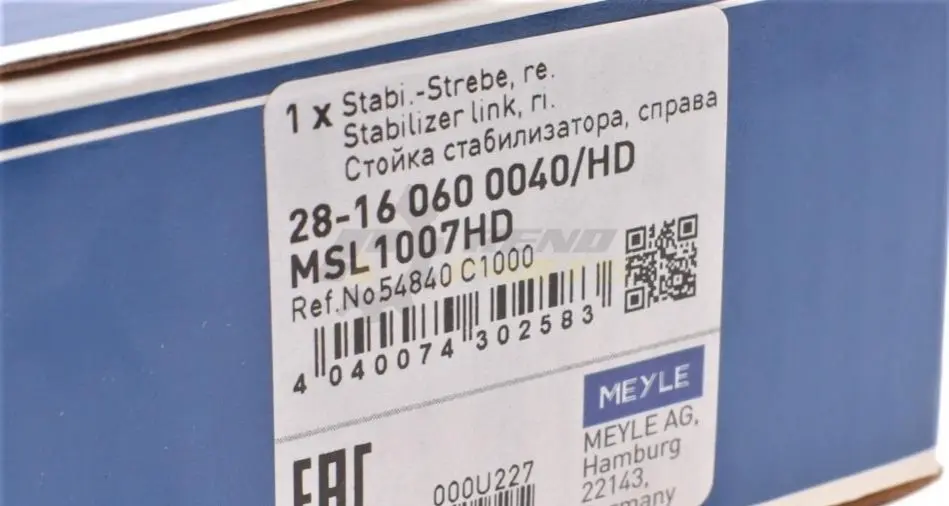 1 x Stabi.-Strebe, re.
Stabilizer link, ri.
Стойка стабилизатора, справа
28-16 060 0040/HD
MSL1007HD
Ref.No54840 C1000
4 040074 302583
MEYLE
MEYLE AG,
Hamburg
22143,
EAC
000U227